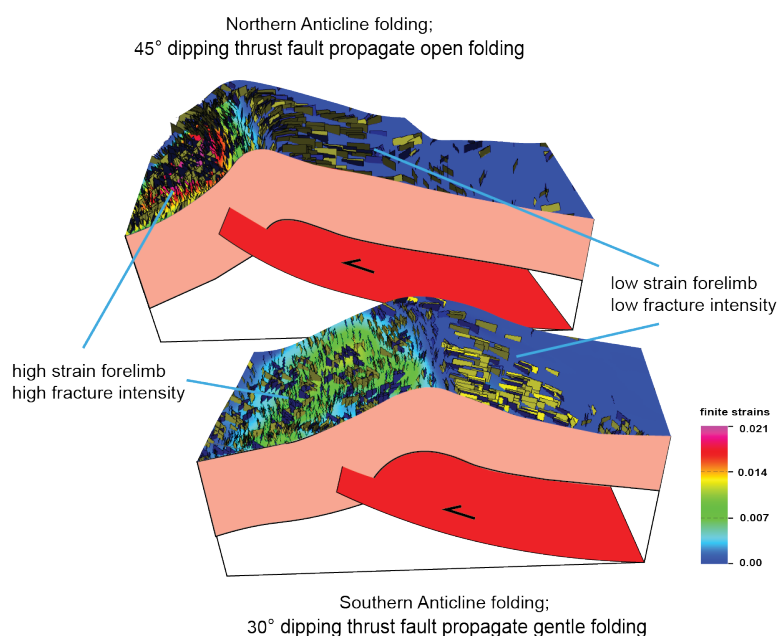 Northern Anticline folding;
45° dipping thrust fault propagate open folding
low strain forelimb
low fracture intensity
high strain forelimb
high fracture intensity
finite strains
0.021
0.014
0.007
0.00
Southern Anticline folding;
30° dipping thrust fault propagate gentle folding